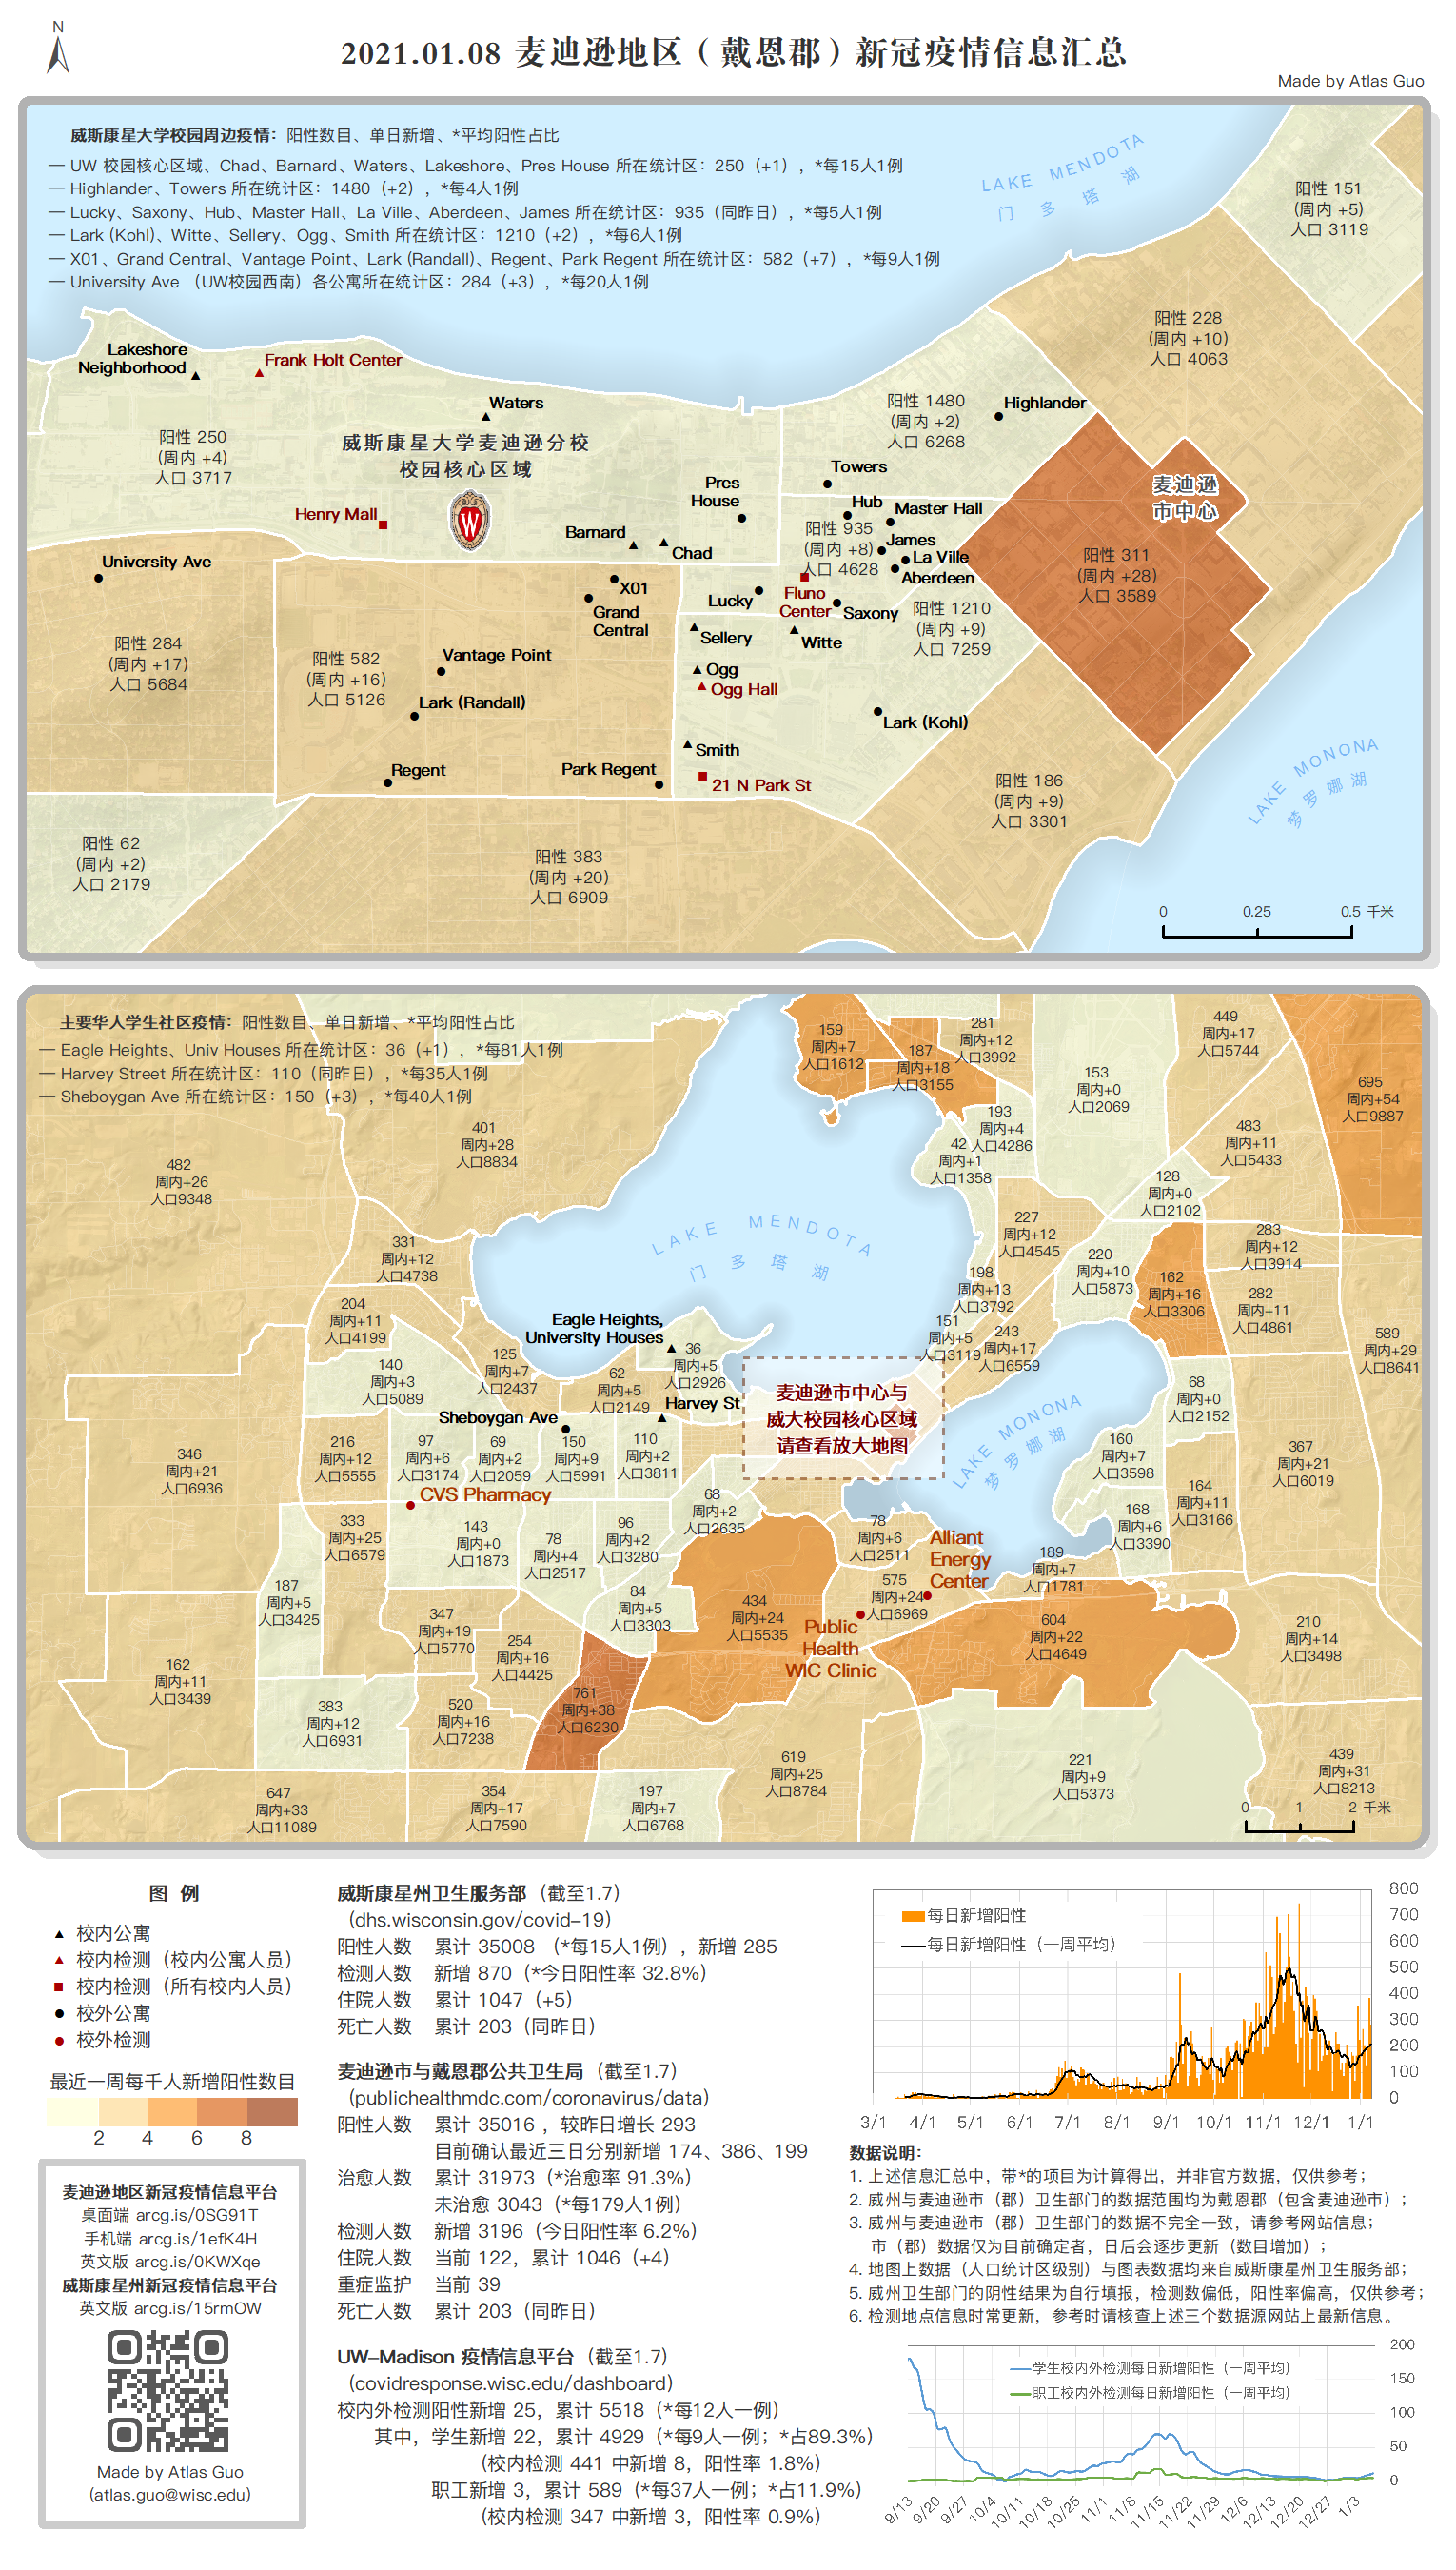 N
2021.01.08 麦迪逊地区（戴恩郡）新冠疫情信息汇总
Made by Atlas Guo
威斯康星大学校园周边疫情：阳性数目、单日新增、*平均阳性占比
— UW 校园核心区域、Chad、Barnard、Waters、Lakeshore、Pres House 所在统计区：250（+1），*每15人1例
— Highlander、Towers 所在统计区：1480（+2），*每4人1例
— Lucky、Saxony、Hub、Master Hall、La Ville、Aberdeen、James 所在统计区：935（同昨日），*每5人1例
— Lark (Kohl)、Witte、Sellery、Ogg、Smith 所在统计区：1210（+2），*每6人1例
— X01、Grand Central、Vantage Point、Lark (Randall)、Regent、Park Regent 所在统计区：582（+7），*每9人1例
— University Ave （UW校园西南）各公寓所在统计区：284（+3），*每20人1例
LAKE MENDOTA
门多塔湖
阳性 151
(周内 +5)
人口 3119
阳性 228
(周内 +10)
人口 4063
Lakeshore
Neighborhood
Frank Holt Center
Waters
阳性 1480
(周内 +2)
人口 6268
Highlander
阳性 250
(周内 +4)
人口 3717
威斯康星大学麦迪逊分校
校园核心区域
W
Towers
Pres
House
麦迪逊
市中心
Henry Mall
Hub
Master Hall
Barnard
Chad
阳性 935
(周内 +8)
人口 4628
James
La Ville
Aberdeen
阳性 311
(周内 +28)
人口 3589
University Ave
X01
Grand
Central
Lucky
Fluno
Center
Saxony
阳性 1210
(周内 +9)
人口 7259
Sellery
Witte
阳性 284
(周内 +17)
人口 5684
阳性 582
(周内 +16)
人口 5126
Vantage Point
Ogg
Ogg Hall
Lark (Randall)
Lark (Kohl)
Smith
Regent
Park Regent
21 N Park St
阳性 186
(周内 +9)
人口 3301
LAKE MONONA
梦罗娜湖
阳性 62
(周内 +2)
人口 2179
阳性 383
(周内 +20)
人口 6909
0 0.25 0.5 千米
主要华人学生社区疫情：阳性数目、单日新增、*平均阳性占比
— Eagle Heights、Univ Houses 所在统计区：36（+1），*每81人1例
— Harvey Street 所在统计区：110（同昨日），*每35人1例
— Sheboygan Ave 所在统计区：150（+3），*每40人1例
159
周内+7
人口1612
187
周内+18
人口3155
281
周内+12
人口3992
449
周内+17
人口5744
153
周内+0
人口2069
695
周内+54
人口9887
193
周内+4
人口4286
42
周内+1
人口1358
483
周内+11
人口5433
401
周内+28
人口8834
482
周内+26
人口9348
128
周内+0
人口2102
LAKE MENDOTA
门多塔湖
227
周内+12
人口4545
283
周内+12
人口3914
331
周内+12
人口4738
220
周内+10
人口5873
198
周内+13
人口3792
162
周内+16
人口3306
282
周内+11
人口4861
204
周内+11
人口4199
Eagle Heights,
University Houses
151
周内+5
人口3119
243
周内+17
人口6559
589
周内+29
人口8641
36
周内+5
人口2926
125
周内+7
人口2437
140
周内+3
人口5089
62
周内+5
人口2149
68
周内+0
人口2152
麦迪逊市中心与
威大校园核心区域
请查看放大地图
Harvey St
Sheboygan Ave
LAKE MONONA
梦罗娜湖
346
周内+21
人口6936
216
周内+12
人口5555
97
周内+6
人口3174
69
周内+2
人口2059
150
周内+9
人口5991
110
周内+2
人口3811
160
周内+7
人口3598
367
周内+21
人口6019
164
周内+11
人口3166
CVS Pharmacy
68
周内+2
人口2635
168
周内+6
人口3390
333
周内+25
人口6579
143
周内+0
人口1873
78
周内+4
人口2517
96
周内+2
人口3280
78
周内+6
人口2511
Alliant
Energy
Center
189
周内+7
人口1781
187
周内+5
人口3425
84
周内+5
人口3303
434
周内+24
人口5535
575
周内+24
人口6969
Public
Health
WIC Clinic
604
周内+22
人口4649
210
周内+14
人口3498
347
周内+19
人口5770
254
周内+16
人口4425
162
周内+11
人口3439
383
周内+12
人口6931
520
周内+16
人口7238
761
周内+38
人口6230
619
周内+25
人口8784
221
周内+9
人口5373
439
周内+31
人口8213
647
周内+33
人口11089
354
周内+17
人口7590
197
周内+7
人口6768
0 1 2 千米
图 例
校内公寓
校内检测（校内公寓人员）
校内检测（所有校内人员）
校外公寓
校外检测
最近一周每千人新增阳性数目
2 4 6 8
麦迪逊地区新冠疫情信息平台
桌面端 arcg.is/0SG91T
手机端 arcg.is/1efK4H
英文版 arcg.is/0KWXqe
威斯康星州新冠疫情信息平台
英文版 arcg.is/15rmOW
Made by Atlas Guo
(atlas.guo@wisc.edu)
威斯康星州卫生服务部（截至1.7）
（dhs.wisconsin.gov/covid-19）
阳性人数 累计 35008 （*每15人1例），新增 285
检测人数 新增 870（*今日阳性率 32.8%）
住院人数 累计 1047（+5）
死亡人数 累计 203（同昨日）
麦迪逊市与戴恩郡公共卫生局（截至1.7）
（publichealthmdc.com/coronavirus/data）
阳性人数 累计 35016 ，较昨日增长 293
目前确认最近三日分别新增 174、386、199
治愈人数 累计 31973（*治愈率 91.3%）
未治愈 3043（*每179人1例）
检测人数 新增 3196（今日阳性率 6.2%）
住院人数 当前 122，累计 1046（+4）
重症监护 当前 39
死亡人数 累计 203（同昨日）
UW-Madison 疫情信息平台（截至1.7）
（covidresponse.wisc.edu/dashboard）
校内外检测阳性新增 25，累计 5518（*每12人一例）
其中，学生新增 22，累计 4929（*每9人一例；*占89.3%）
（校内检测 441 中新增 8，阳性率 1.8%）
职工新增 3，累计 589（*每37人一例；*占11.9%）
（校内检测 347 中新增 3，阳性率 0.9%）
每日新增阳性
每日新增阳性（一周平均）
800
700
600
500
400
300
200
100
0
3/1 4/1 5/1 6/1 7/1 8/1 9/1 10/1 11/1 12/1 1/1
数据说明：
1. 上述信息汇总中，带*的项目为计算得出，并非官方数据，仅供参考；
2. 威州与麦迪逊市（郡）卫生部门的数据范围均为戴恩郡（包含麦迪逊市）；
3. 威州与麦迪逊市（郡）卫生部门的数据不完全一致，请参考网站信息；
市（郡）数据仅为目前确定者，日后会逐步更新（数目增加）；
4. 地图上数据（人口统计区级别）与图表数据均来自威斯康星州卫生服务部；
5. 威州卫生部门的阴性结果为自行填报，检测数偏低，阳性率偏高，仅供参考；
6. 检测地点信息时常更新，参考时请核查上述三个数据源网站上最新信息。
学生校内外检测每日新增阳性（一周平均）
职工校内外检测每日新增阳性（一周平均）
200
150
100
50
0
9/13 9/20 9/27 10/4 10/11 10/18 10/25 11/1 11/8 11/15 11/22 11/29 12/6 12/13 12/20 12/27 1/3